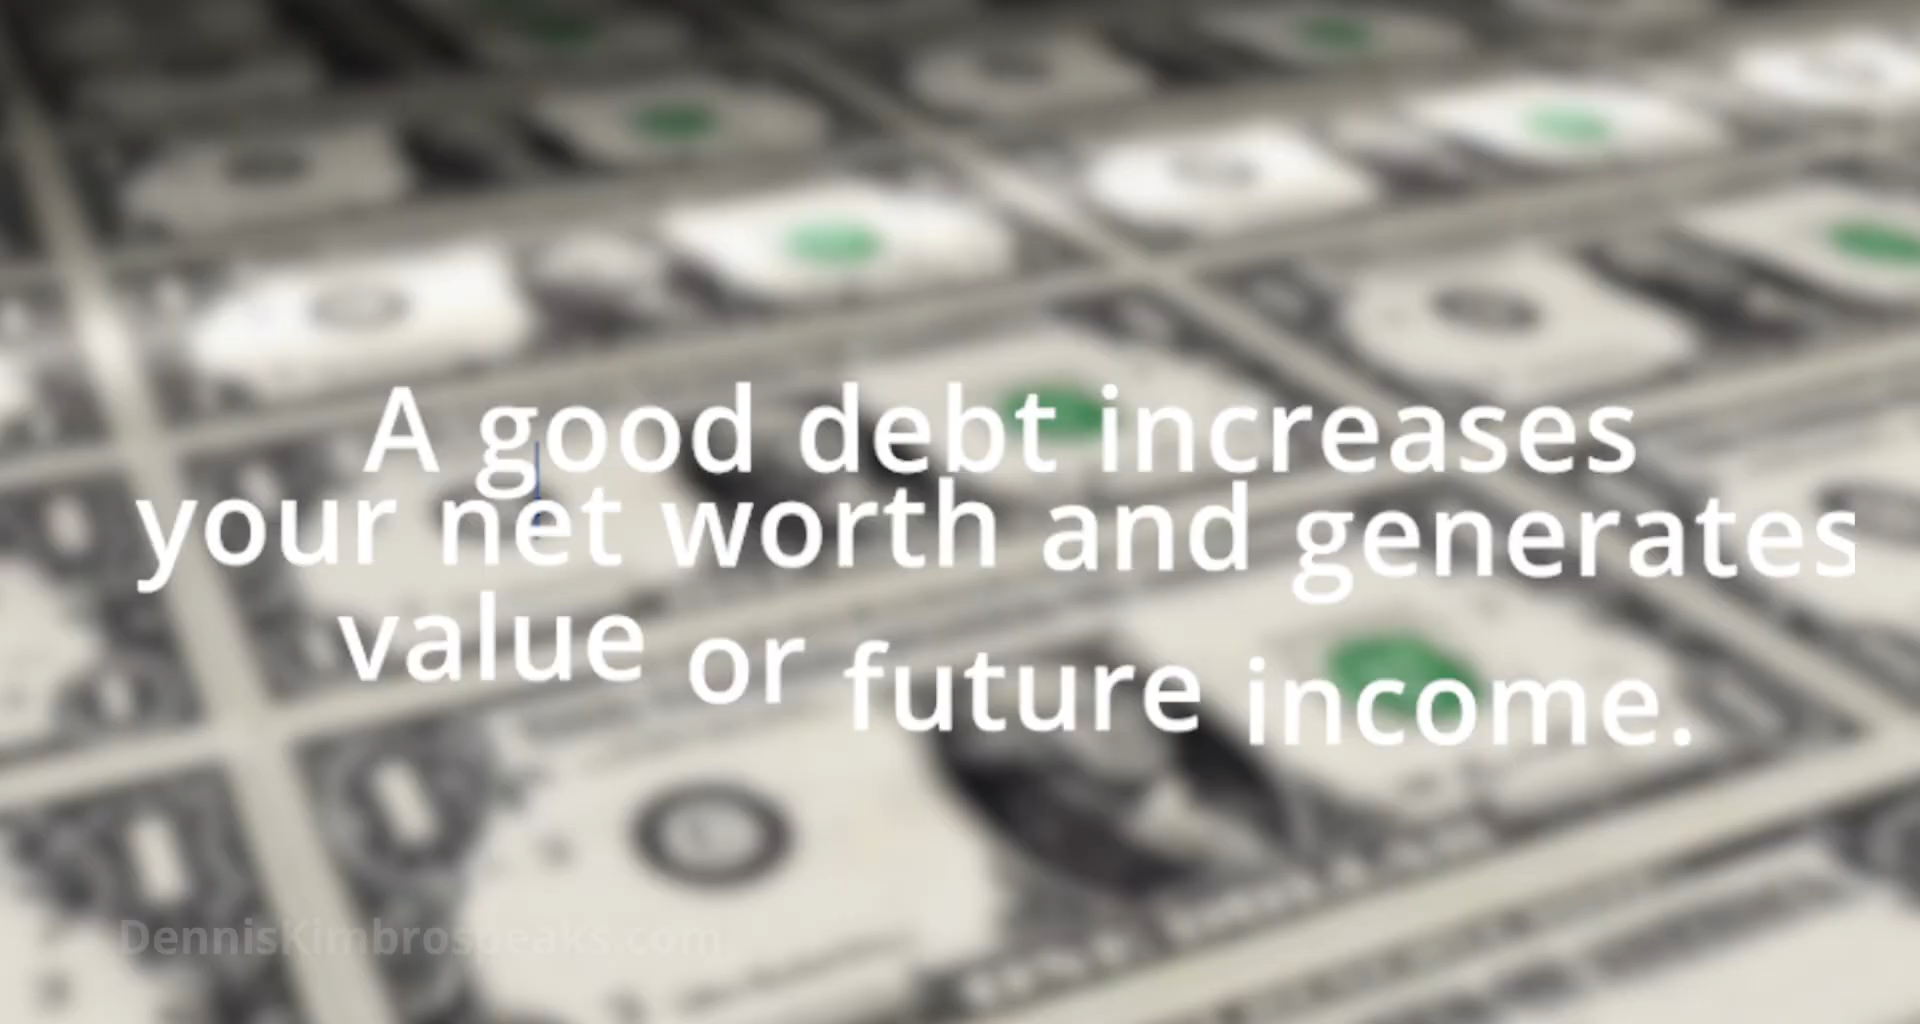 A good debt increases
your net worth and generates
value or future income.
DennisKimbrospeaks.com